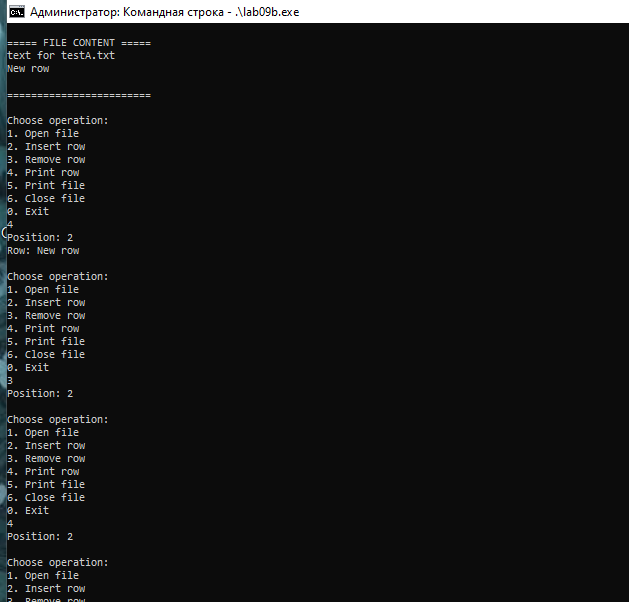 Администратор: Командная строка - .\lab09b.exe
===== FILE CONTENT =====
text for testA.txt
New row
========================
Choose operation:
1. Open file
2. Insert row
3. Remove row
4. Print row
5. Print file
6. Close file
0. Exit
4
Position: 2
Row: New row
Choose operation:
1. Open file
2. Insert row
3. Remove row
4. Print row
5. Print file
6. Close file
0. Exit
3
Position: 2
Choose operation:
1. Open file
2. Insert row
3. Remove row
4. Print row
5. Print file
6. Close file
0. Exit
4
Position: 2
Choose operation:
1. Open file
2. Insert row
3. Remove row